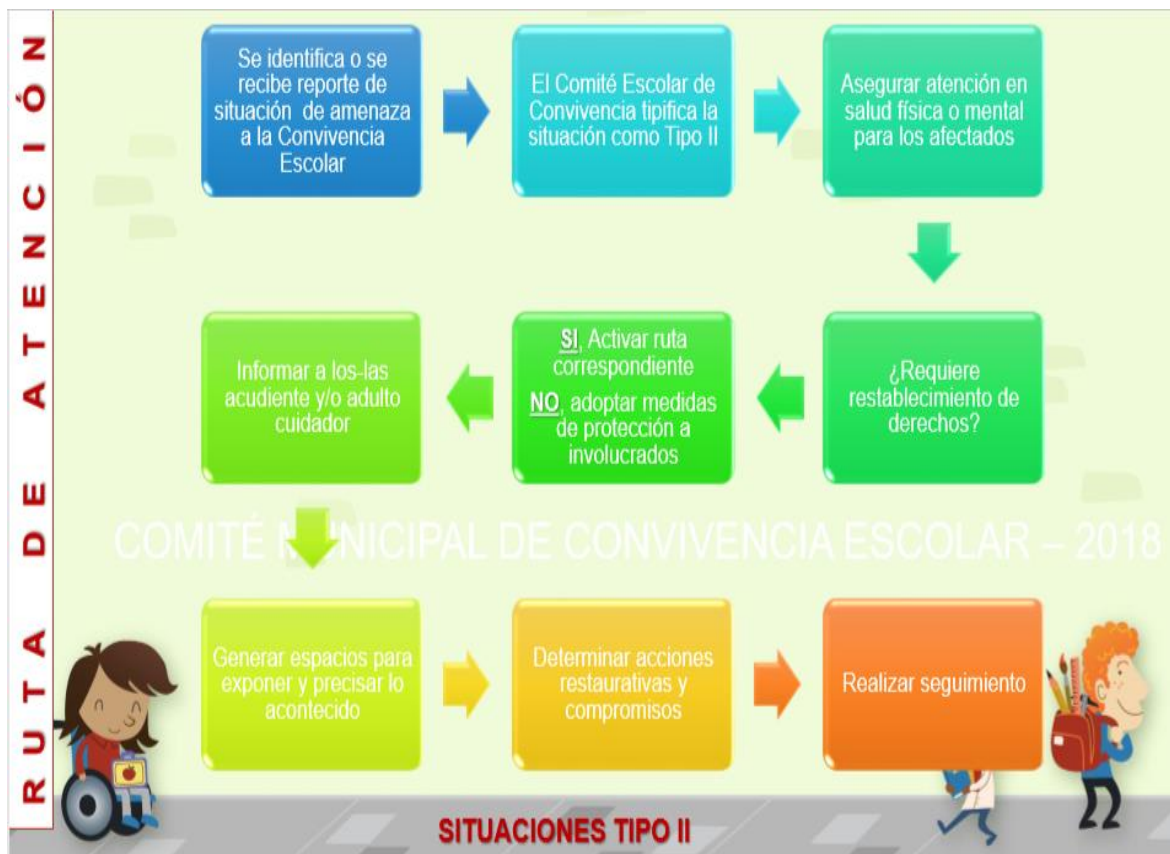 RUTA DE ATENCIÓN
Se identifica o se
recibe reporte de
situación de amenaza
a la Convivencia
Escolar
El Comité Escolar de
Convivencia tipifica la
situación como Tipo II
Asegurar atención en
salud física o mental
para los afectados
¿Requiere
restablecimiento de
derechos?
SI, Activar ruta
correspondiente
NO, adoptar medidas
de protección a
involucrados
Informar a los-las
acudiente y/o adulto
cuidador
COMITÉ MUNICIPAL DE CONVIVENCIA ESCOLAR – 2018
Generar espacios para
exponer y precisar lo
acontecido
Determinar acciones
restaurativas y
compromisos
Realizar seguimiento
SITUACIONES TIPO II